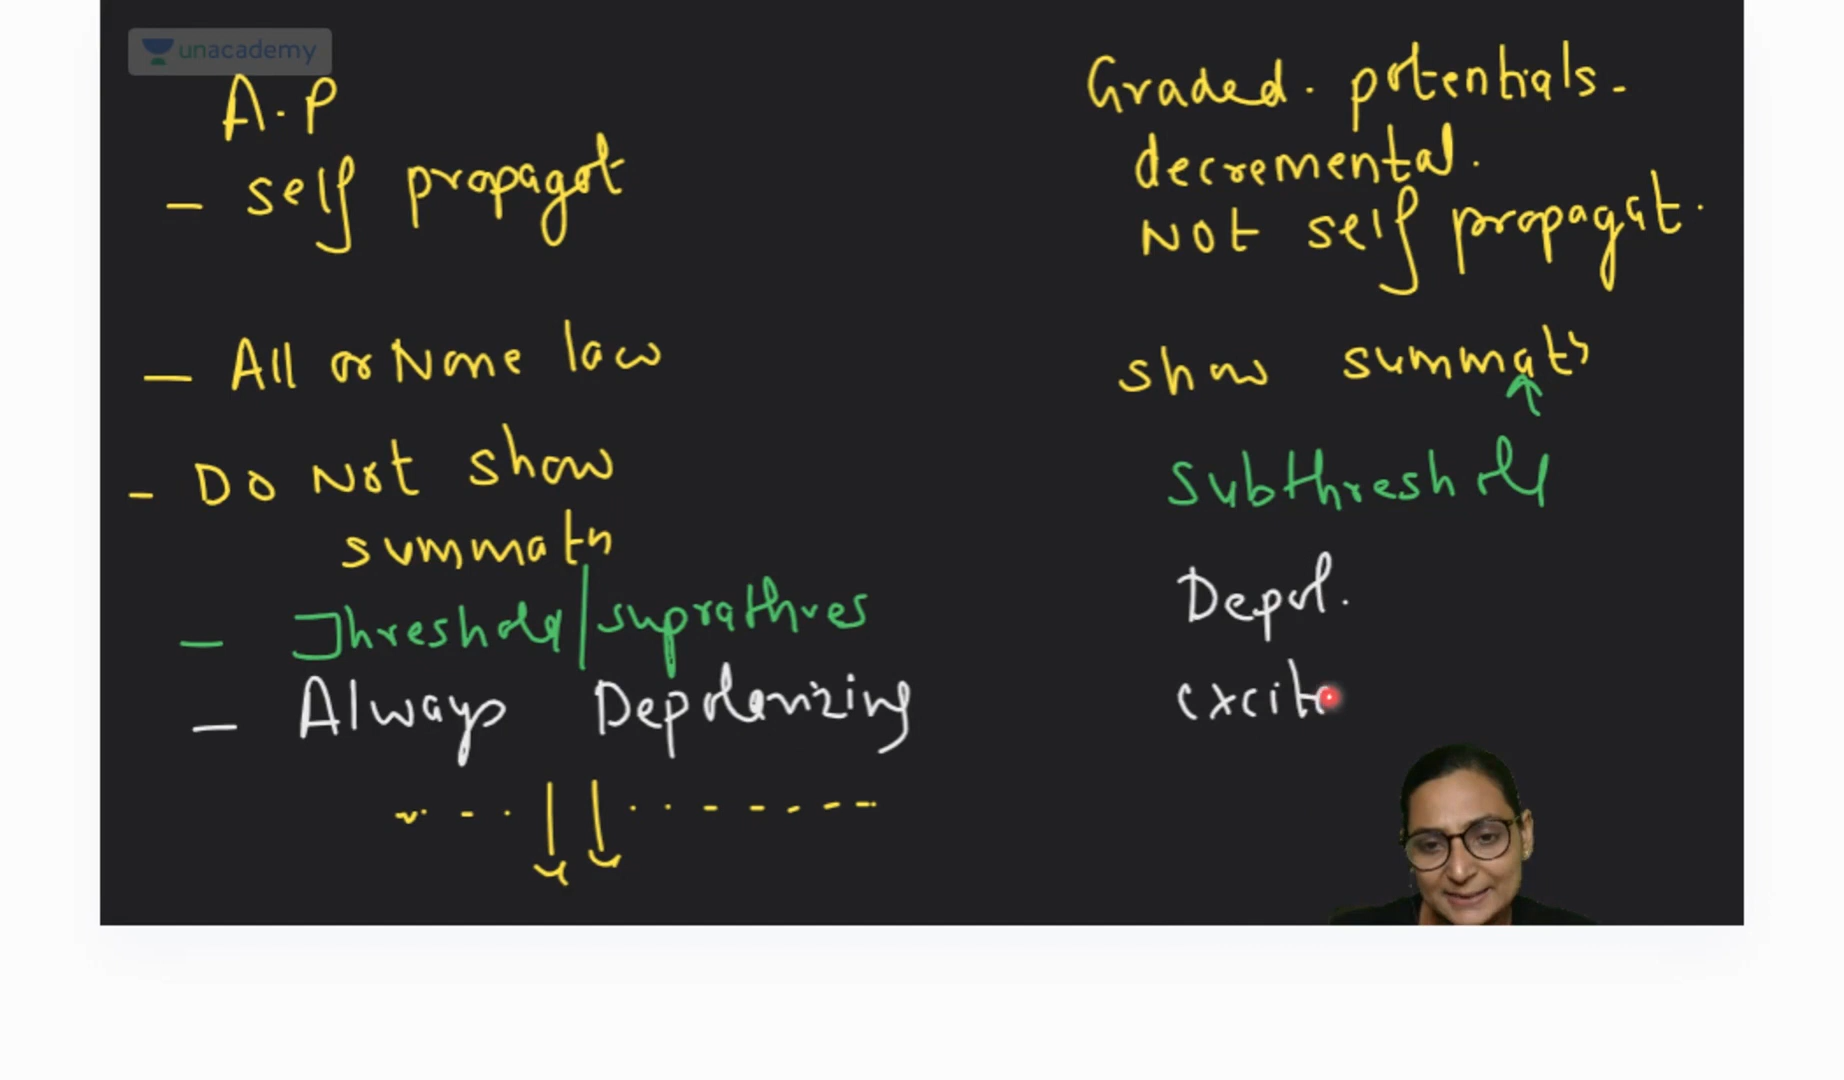 unacademy
A.P
- self propagat
- All or None law
- Do Not show
summatn
- Threshold/suprathres
- Always Depolarizing
Graded. potentials-
decremental.
Not self propagat.
show summatn
↑
Subthreshold
Depol.
excit